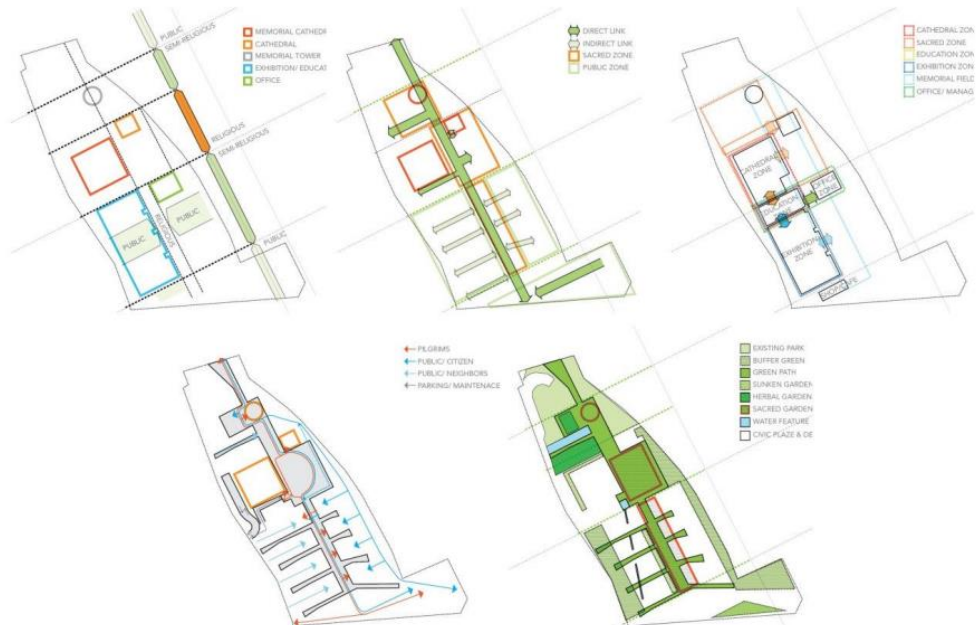 PUBLIC
SEMI-RELIGIOUS
RELIGIOUS
SEMI-RELIGIOUS
PUBLIC
PUBLIC
PUBLIC
RELIGIOUS
MEMORIAL CATHEDR
CATHEDRAL
MEMORIAL TOWER
EXHIBITION/ EDUCAT
OFFICE
DIRECT LINK
INDIRECT LINK
SACRED ZONE
PUBLIC ZONE
CATHEDRAL ZON
SACRED ZONE
EDUCATION ZON
EXHIBITION ZON
MEMORIAL FIELD
OFFICE/ MANAG
CATHEDRAL
ZONE
OFFICE
ZONE
EXHIBITION
ZONE
SHOP/CAFE
PILGRIMS
PUBLIC/ CITIZEN
PUBLIC/ NEIGHBORS
PARKING/ MAINTENACE
EXISTING PARK
BUFFER GREEN
GREEN PATH
SUNKEN GARDEN
HERBAL GARDEN
SACRED GARDEN
WATER FEATURE
CIVIC PLAZE & DE